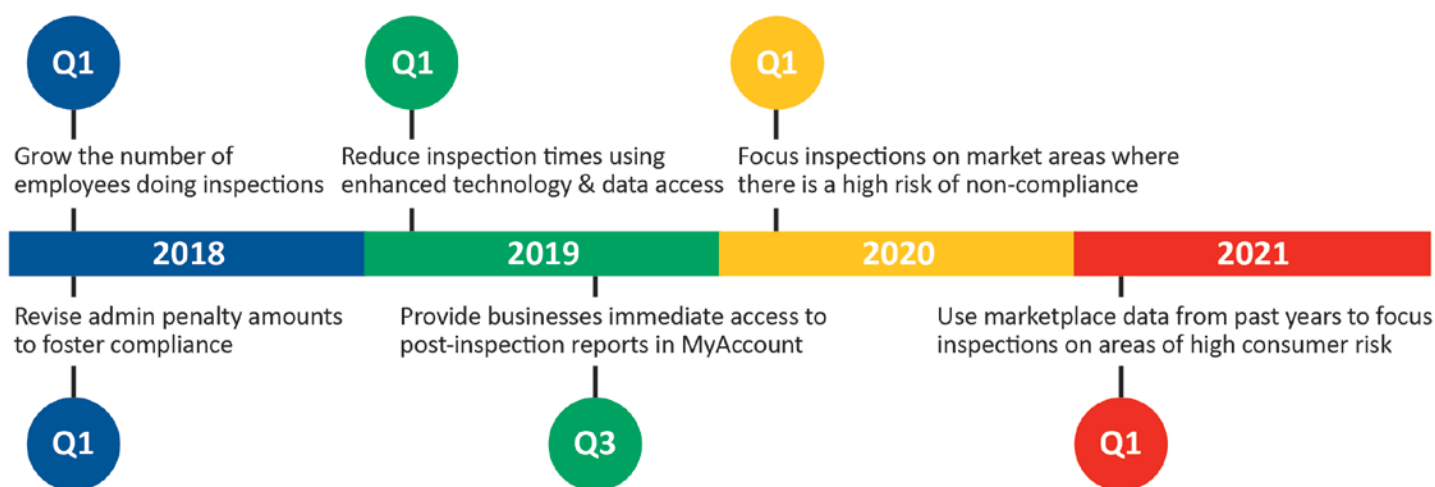 Q1
Q1
Q1
Grow the number of
employees doing inspections
Reduce inspection times using
enhanced technology & data access
Focus inspections on market areas where
there is a high risk of non-compliance
2018
2019
2020
2021
Revise admin penalty amounts
to foster compliance
Provide businesses immediate access to
post-inspection reports in MyAccount
Use marketplace data from past years to focus
inspections on areas of high consumer risk
Q1
Q3
Q1